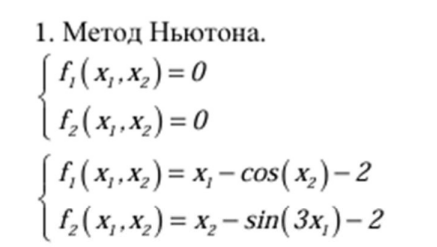 1. Метод Ньютона.
f₁(x₁,x₂)=0
f₂(x₁,x₂)=0
f₁(x₁,x₂)= x₁ – cos(x₂) – 2
f₂(x₁,x₂)= x₂ – sin(3x₁) – 2